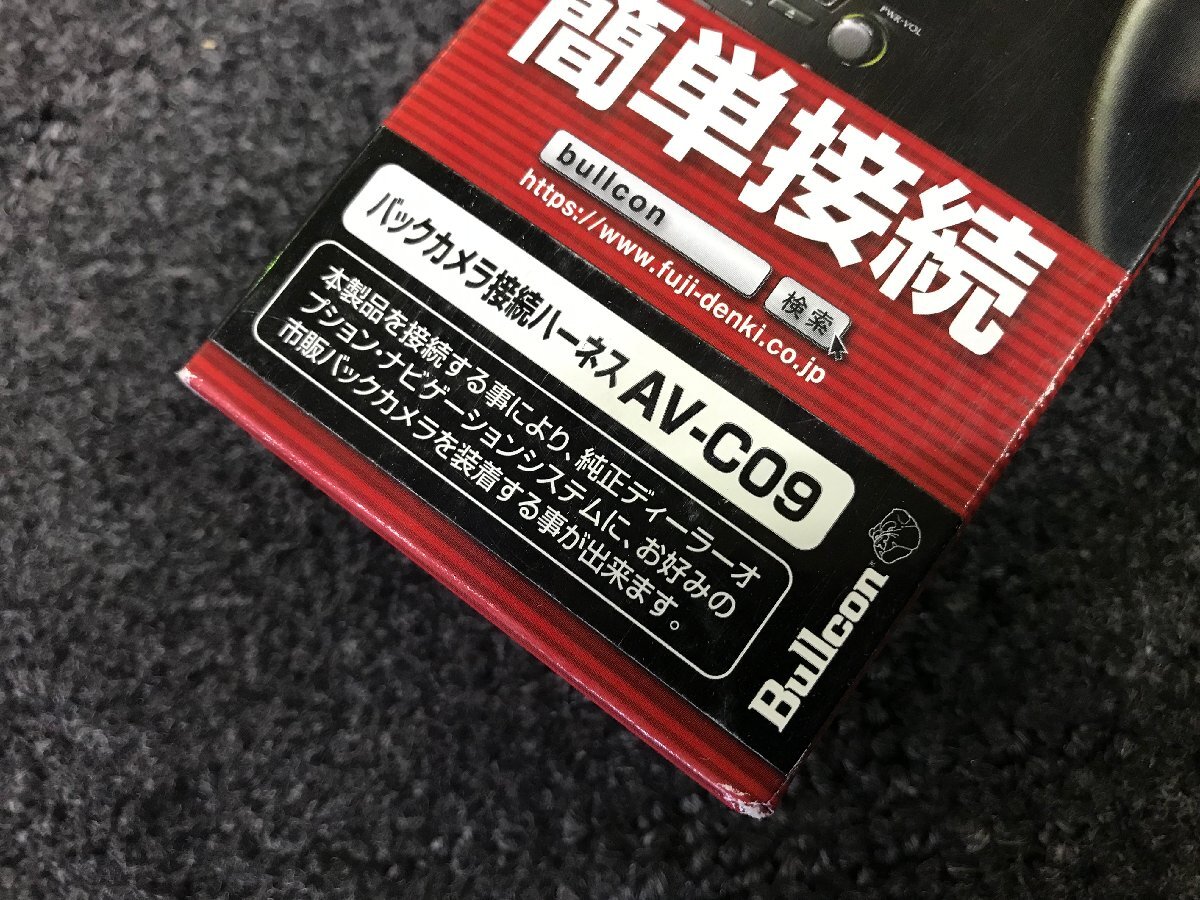 PWR・VOL
簡単接続
bullcon
検索
https://www.fuji-denki.co.jp
バックカメラ接続ハーネス AV-C09
本製品を接続する事により、純正ディーラーオ
プション・ナビゲーションシステムに、お好みの
市販バックカメラを装着する事が出来ます。
Bullcon